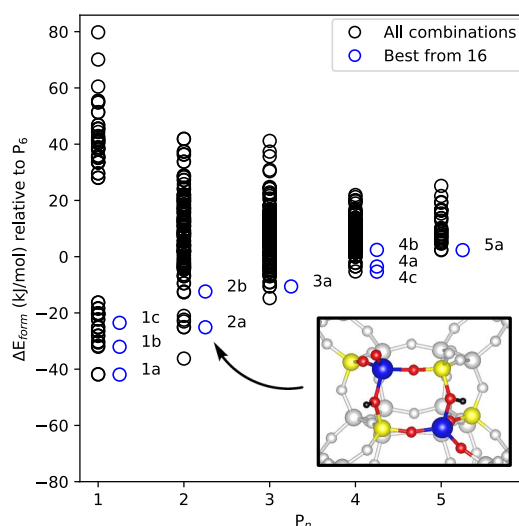 All combinations
Best from 16
ΔE_form (kJ/mol) relative to P_6
80
60
40
20
0
−20
−40
−60
−80
1c
1b
1a
2b
2a
3a
4b
4a
4c
5a
1 2 3 4 5
P_n